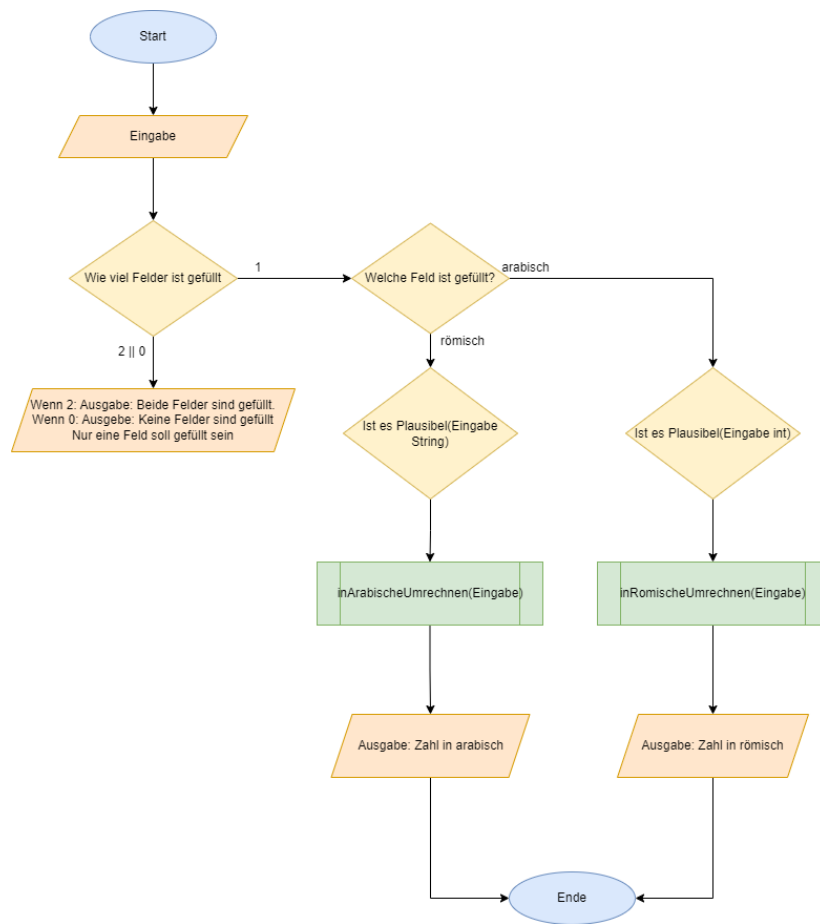 Start
Eingabe
Wie viel Felder ist gefüllt
1
Welche Feld ist gefüllt?
arabisch
2 || 0
römisch
Wenn 2: Ausgabe: Beide Felder sind gefüllt.
Wenn 0: Ausgebe: Keine Felder sind gefüllt
Nur eine Feld soll gefüllt sein
Ist es Plausibel(Eingabe
String)
Ist es Plausibel(Eingabe int)
inArabischeUmrechnen(Eingabe)
inRomischeUmrechnen(Eingabe)
Ausgabe: Zahl in arabisch
Ausgabe: Zahl in römisch
Ende